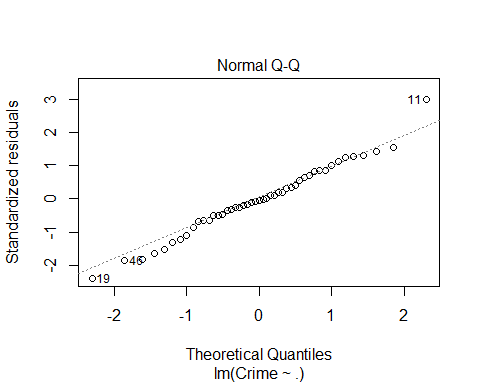 Normal Q-Q
Standardized residuals
3
2
1
0
-1
-2
11
46
19
-2 -1 0 1 2
Theoretical Quantiles
lm(Crime ~ .)